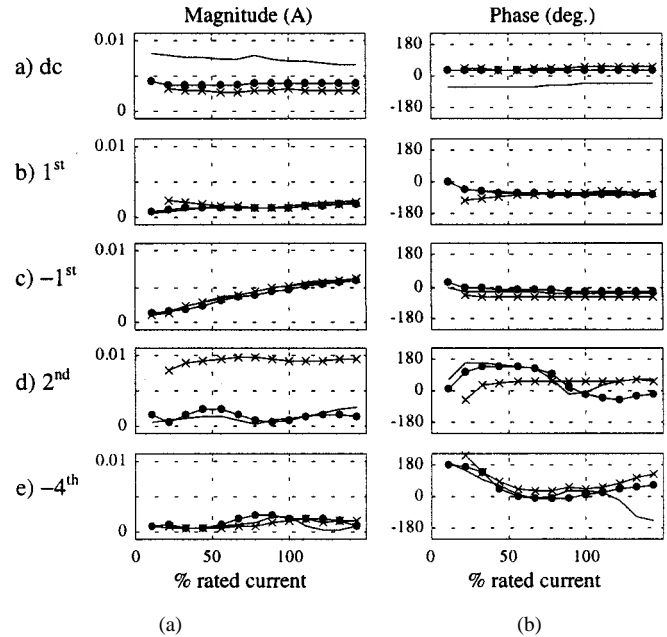 Magnitude (A) Phase (deg.)
a) dc 0.01 0 180 0 -180
b) 1st 0.01 0 180 0 -180
c) -1st 0.01 0 180 0 -180
d) 2nd 0.01 0 180 0 -180
e) -4th 0.01 0 180 0 -180
0 50 100 0 50 100
% rated current % rated current
(a) (b)